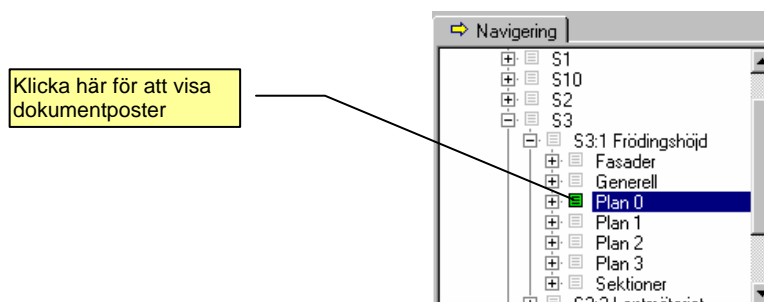 Navigering
Klicka här för att visa
dokumentposter
S1
S10
S2
S3
S3:1 Frödingshöjd
Fasader
Generell
Plan 0
Plan 1
Plan 2
Plan 3
Sektioner